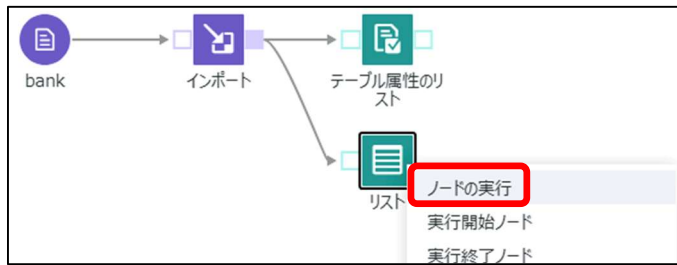 bank
インポート
テーブル属性のリ
スト
リスト
ノードの実行
実行開始ノード
実行終了ノード